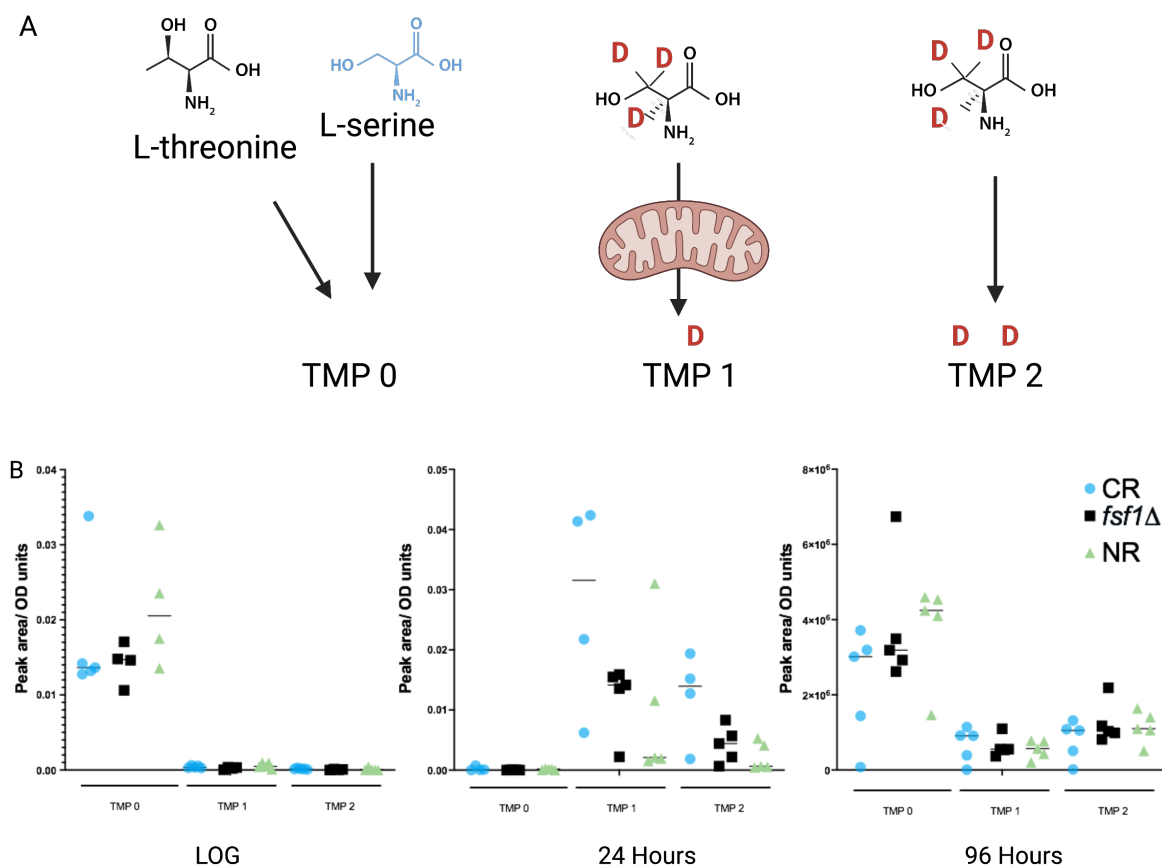 A
OH O
OH
NH2
L-threonine
O
HO OH
NH2
L-serine
D D O
HO OH
D NH2
D D O
HO OH
D NH2
D
D D
TMP 0
TMP 1
TMP 2
B
Peak area/ OD units
0.04
0.03
0.02
0.01
0.00
TMP 0 TMP 1 TMP 2
LOG
Peak area/ OD units
0.05
0.04
0.03
0.02
0.01
0.00
TMP 0 TMP 1 TMP 2
24 Hours
Peak area/ OD units
8×10⁶
6×10⁶
4×10⁶
2×10⁶
0
TMP 0 TMP 1 TMP 2
96 Hours
CR
fsf1Δ
NR